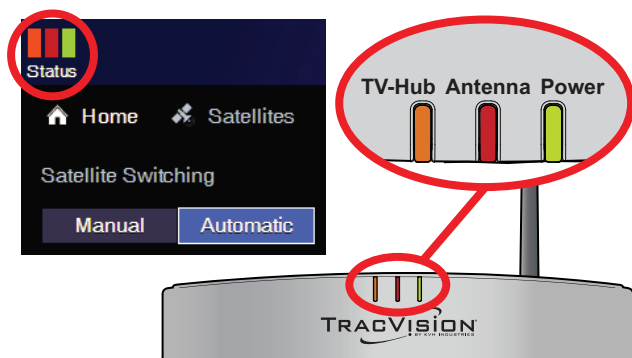 Status
Home Satellites
Satellite Switching
Manual Automatic
TV-Hub Antenna Power
TRACVISION
BY KVH INDUSTRIES